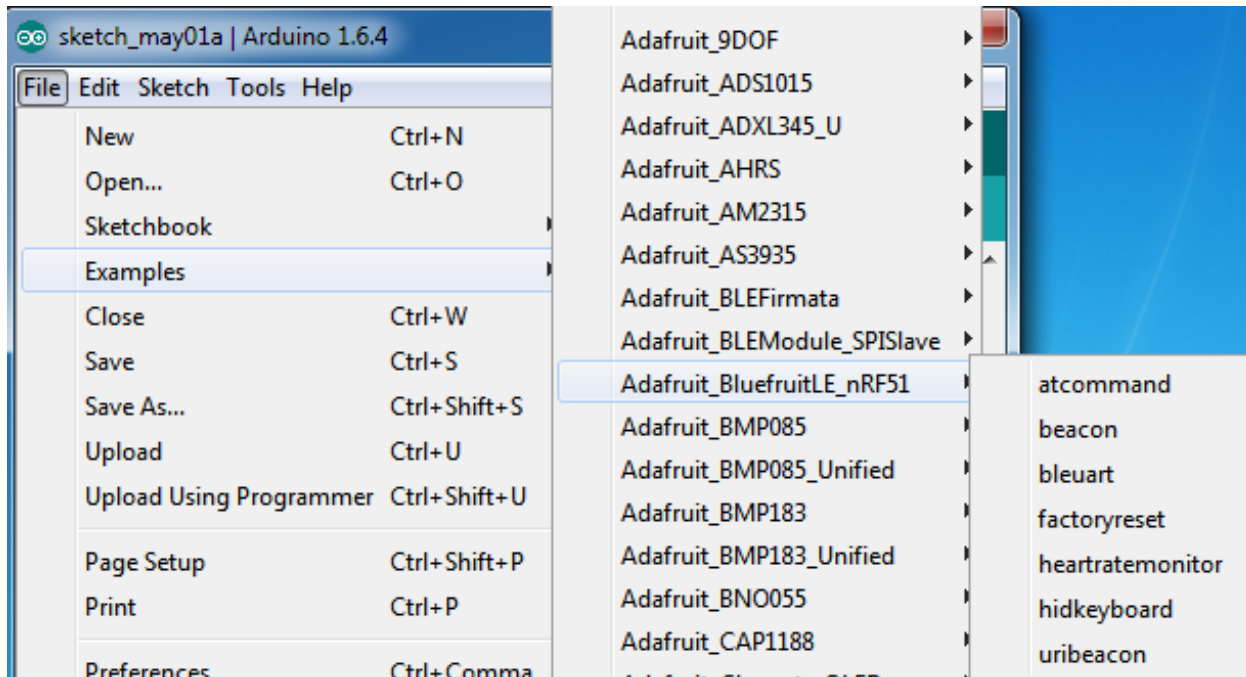 sketch_may01a | Arduino 1.6.4
File Edit Sketch Tools Help
New Ctrl+N
Open... Ctrl+O
Sketchbook
Examples
Close Ctrl+W
Save Ctrl+S
Save As... Ctrl+Shift+S
Upload Ctrl+U
Upload Using Programmer Ctrl+Shift+U
Page Setup Ctrl+Shift+P
Print Ctrl+P
Preferences Ctrl+Comma
Adafruit_9DOF
Adafruit_ADS1015
Adafruit_ADXL345_U
Adafruit_AHRS
Adafruit_AM2315
Adafruit_AS3935
Adafruit_BLEFirmata
Adafruit_BLEModule_SPISlave
Adafruit_BluefruitLE_nRF51
Adafruit_BMP085
Adafruit_BMP085_Unified
Adafruit_BMP183
Adafruit_BMP183_Unified
Adafruit_BNO055
Adafruit_CAP1188
atcommand
beacon
bleuart
factoryreset
heartratemonitor
hidkeyboard
uribeacon